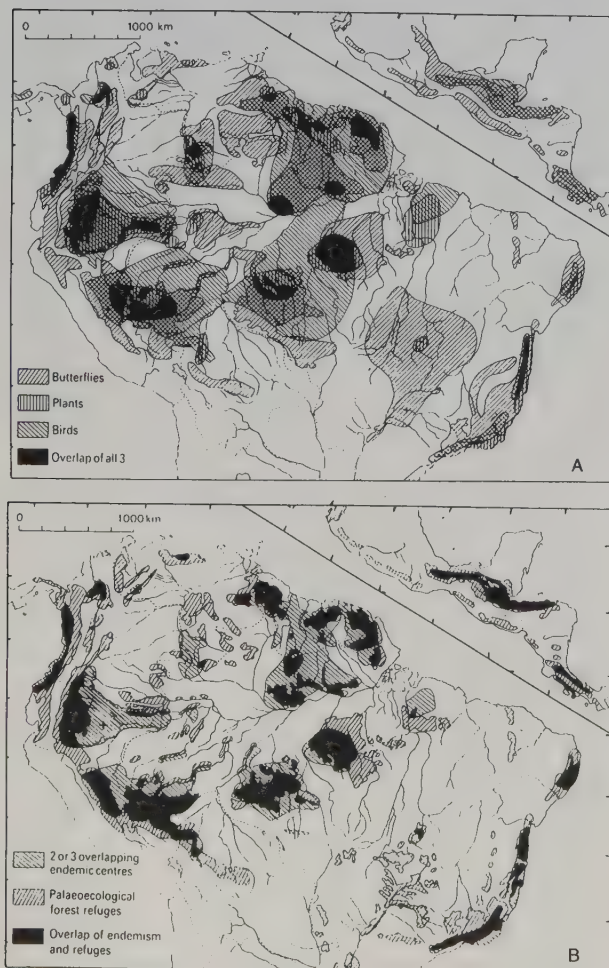 0 1000 km
Butterflies
Plants
Birds
Overlap of all 3
A
0 1000 km
2 or 3 overlapping
endemic centres
Palaeoecological
forest refuges
Overlap of endemism
and refuges
B